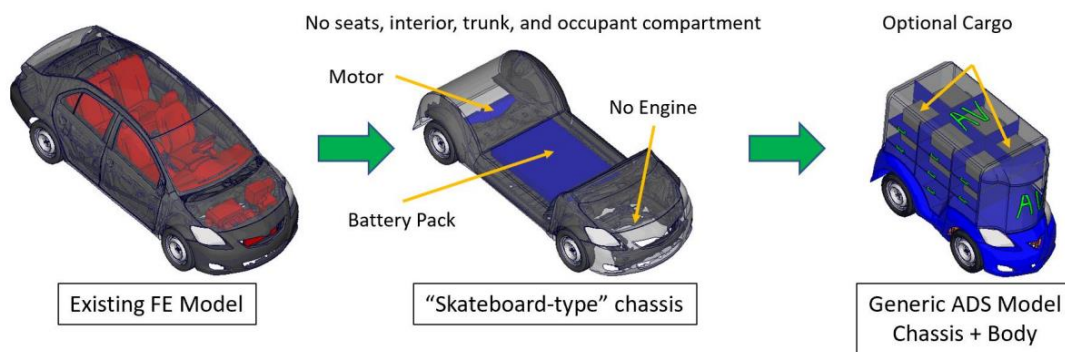 No seats, interior, trunk, and occupant compartment
Optional Cargo
Motor
No Engine
Battery Pack
AV
AV
Existing FE Model
“Skateboard-type” chassis
Generic ADS Model
Chassis + Body